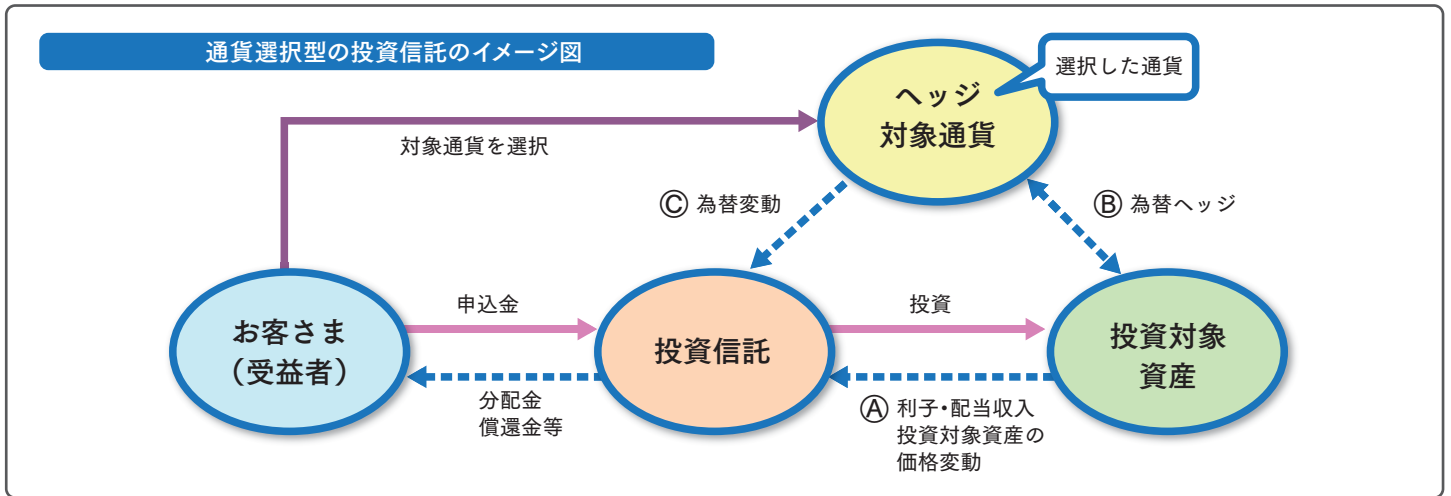 通貨選択型の投資信託のイメージ図
選択した通貨
ヘッジ
対象通貨
対象通貨を選択
Ⓒ 為替変動
Ⓑ 為替ヘッジ
申込金
投資
お客さま
（受益者）
投資信託
投資対象
資産
分配金
償還金等
Ⓐ 利子・配当収入
投資対象資産の
価格変動